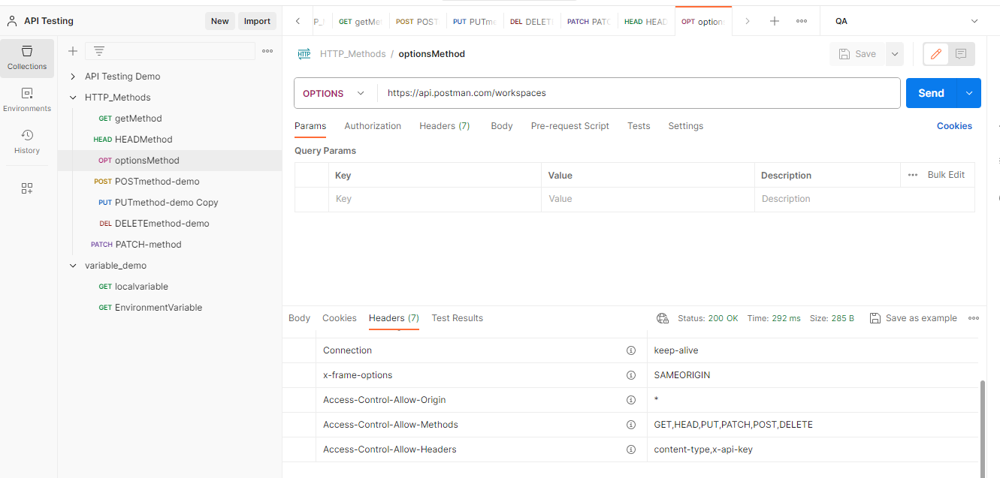 API Testing
New
Import
P_
GET getMet
POST POST
PUT PUTme
DEL DELETI
PATCH PATC
HEAD HEAD
OPT option
QA
Collections
Environments
History
API Testing Demo
HTTP_Methods
GET getMethod
HEAD HEADMethod
OPT optionsMethod
POST POSTmethod-demo
PUT PUTmethod-demo Copy
DEL DELETEmethod-demo
PATCH PATCH-method
variable_demo
GET localvariable
GET EnvironmentVariable
HTTP HTTP_Methods / optionsMethod
Save
OPTIONS https://api.postman.com/workspaces
Send
Params Authorization Headers (7) Body Pre-request Script Tests Settings Cookies
Query Params
Key Value Description ••• Bulk Edit
Key Value Description
Body Cookies Headers (7) Test Results Status: 200 OK Time: 292 ms Size: 285 B Save as example
Connection keep-alive
x-frame-options SAMEORIGIN
Access-Control-Allow-Origin *
Access-Control-Allow-Methods GET,HEAD,PUT,PATCH,POST,DELETE
Access-Control-Allow-Headers content-type,x-api-key